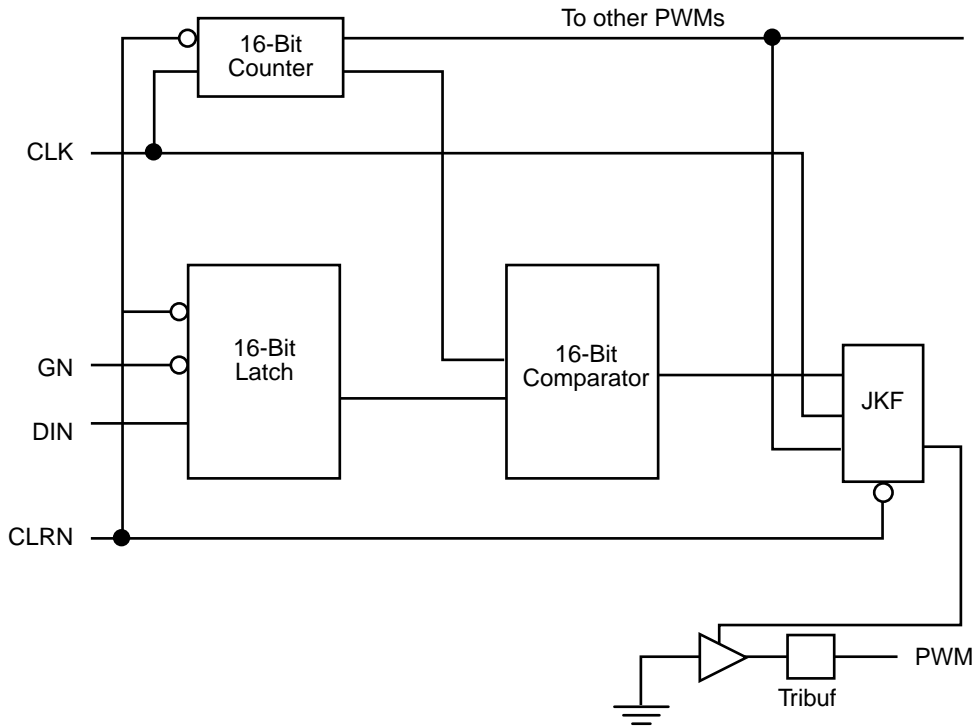 To other PWMs
16-Bit
Counter
CLK
16-Bit
Latch
16-Bit
Comparator
GN
JKF
DIN
CLRN
PWM
Tribuf